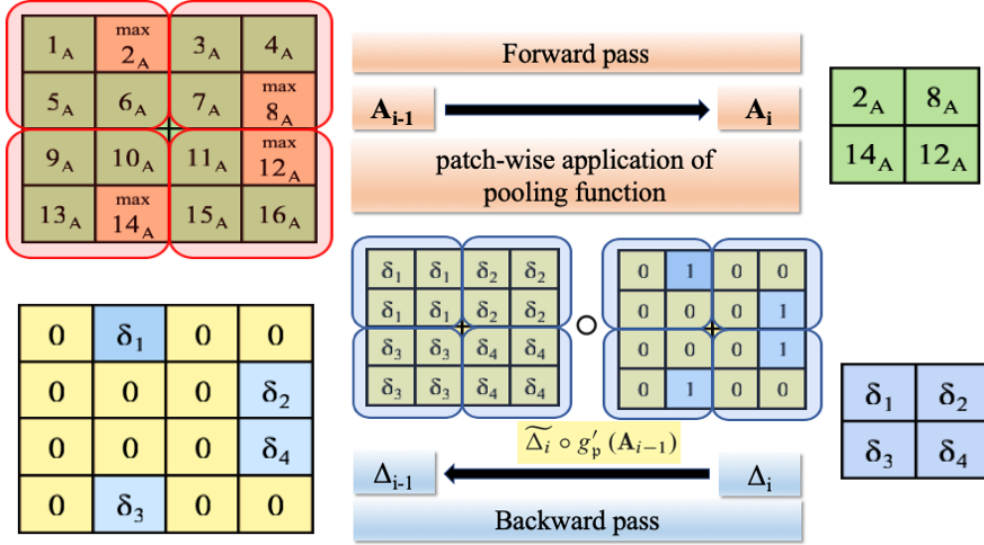 1A max 2A 3A 4A
5A 6A 7A max 8A
9A 10A 11A max 12A
13A max 14A 15A 16A
Forward pass
Ai-1 Ai
patch-wise application of
pooling function
2A 8A
14A 12A
0 δ1 0 0
0 0 0 δ2
0 0 0 δ4
0 δ3 0 0
δ1 δ1 δ2 δ2
δ1 δ1 δ2 δ2
δ3 δ3 δ4 δ4
δ3 δ3 δ4 δ4
○
0 1 0 0
0 0 0 1
0 0 0 1
0 1 0 0
Δ̃i ∘ g′p (Ai−1)
Δi-1 Δi
Backward pass
δ1 δ2
δ3 δ4